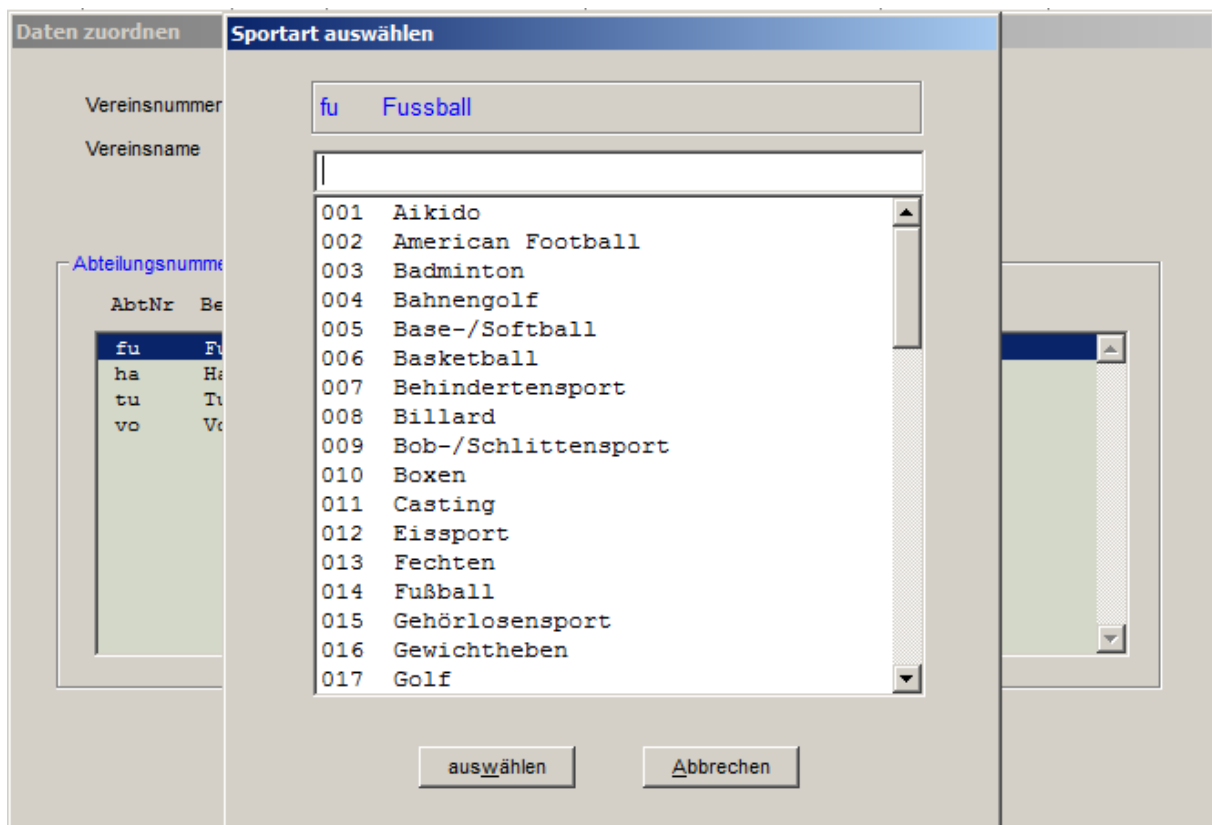 Daten zuordnen
Sportart auswählen
Vereinsnummer
Vereinsname
fu Fussball
001 Aikido
002 American Football
003 Badminton
004 Bahnengolf
005 Base-/Softball
006 Basketball
007 Behindertensport
008 Billard
009 Bob-/Schlittensport
010 Boxen
011 Casting
012 Eissport
013 Fechten
014 Fußball
015 Gehörlosensport
016 Gewichtheben
017 Golf
Abteilungsnumme
AbtNr Be
fu
ha
tu
vo
auswählen
Abbrechen